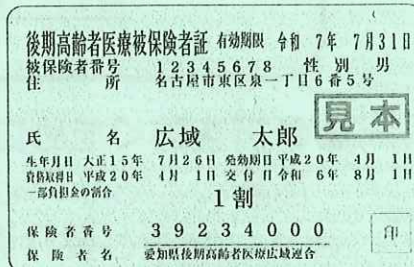 後期高齢者医療被保険者証 有効期限 令和 7年 7月31日
被保険者番号 12345678 性別 男
住所 名古屋市東区泉一丁目6番5号
見本
氏名 広域 太郎
生年月日 大正15年 7月26日 発効期日 平成20年 4月 1日
資格取得日 平成20年 4月 1日 交付日 令和 6年 8月 1日
一部負担金の割合
1割
保険者番号 39234000
印
保険者名 愛知県後期高齢者医療広域連合